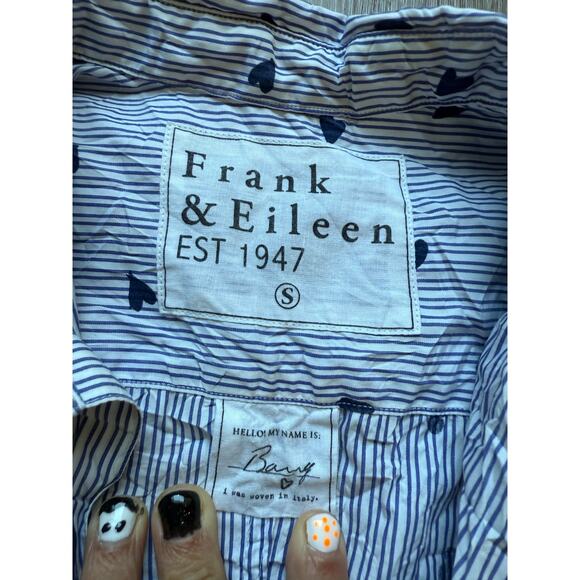 Frank
& Eileen
EST 1947
S
HELLO! MY NAME IS:
Barry
I was woven in italy.